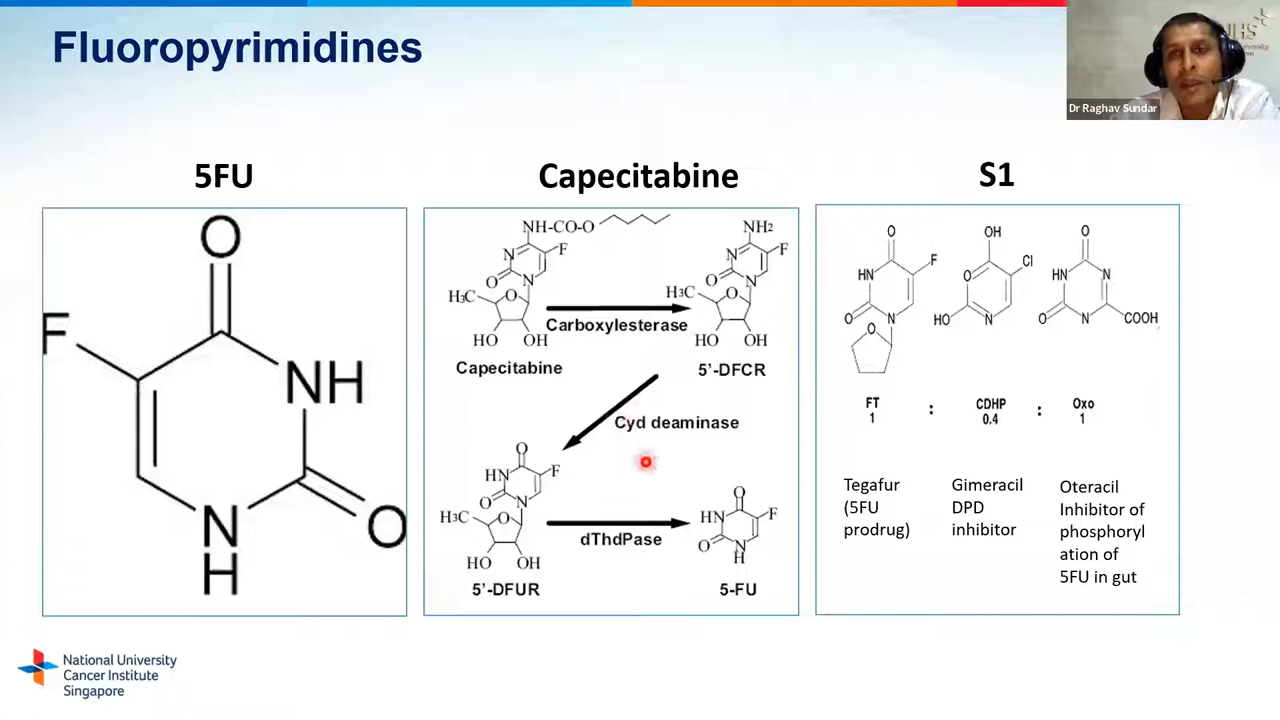 Fluoropyrimidines
Dr Raghav Sundar
5FU
O
F
NH
N
H
O
Capecitabine
NH-CO-O
N
F
O
N
H3C
O
HO OH
Capecitabine
Carboxylesterase
NH2
N
F
O
N
H3C
O
HO OH
5'-DFCR
Cyd deaminase
O
HN
F
O
N
H3C
O
HO OH
5'-DFUR
dThdPase
O
HN
F
O
N
H
5-FU
S1
O
HN
F
O
N
O
OH
Cl
O
HO
N
O
HN
N
O
N
COOH
FT : CDHP : Oxo
1 0.4 1
Tegafur
(5FU
prodrug)
Gimeracil
DPD
inhibitor
Oteracil
Inhibitor of
phosphoryl
ation of
5FU in gut
National University
Cancer Institute
Singapore